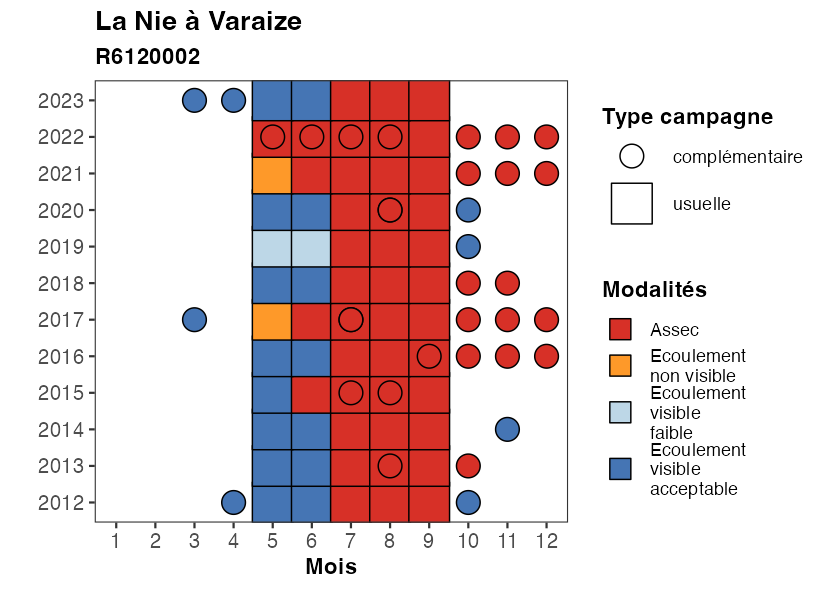 La Nie à Varaize
R6120002
2023
2022
2021
2020
2019
2018
2017
2016
2015
2014
2013
2012
1 2 3 4 5 6 7 8 9 10 11 12
Mois
Type campagne
complémentaire
usuelle
Modalités
Assec
Ecoulement
non visible
Ecoulement
visible
faible
Ecoulement
visible
acceptable